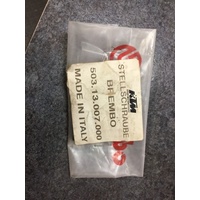 KTM
STELLSCHRAUBE
BREMBO
503.13.007.000
MADE IN ITALY